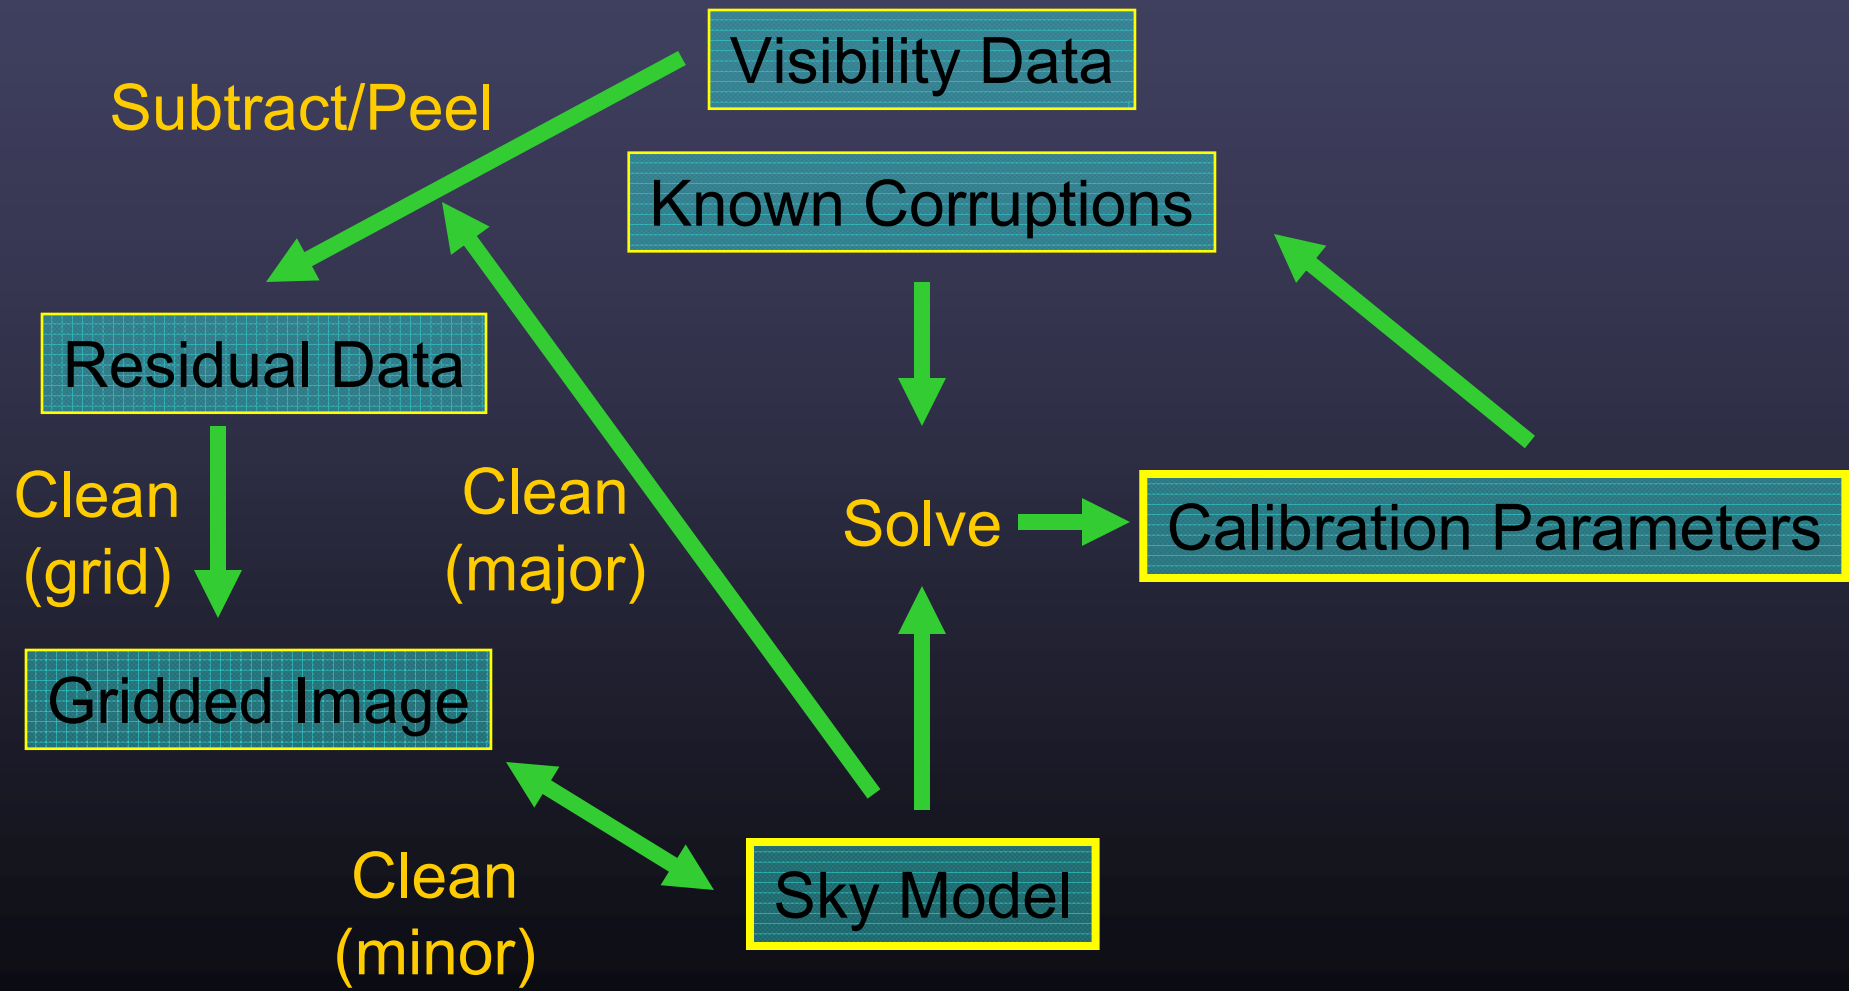 Visibility Data
Subtract/Peel
Known Corruptions
Residual Data
Clean
(grid)
Clean
(major)
Solve
Calibration Parameters
Gridded Image
Clean
(minor)
Sky Model